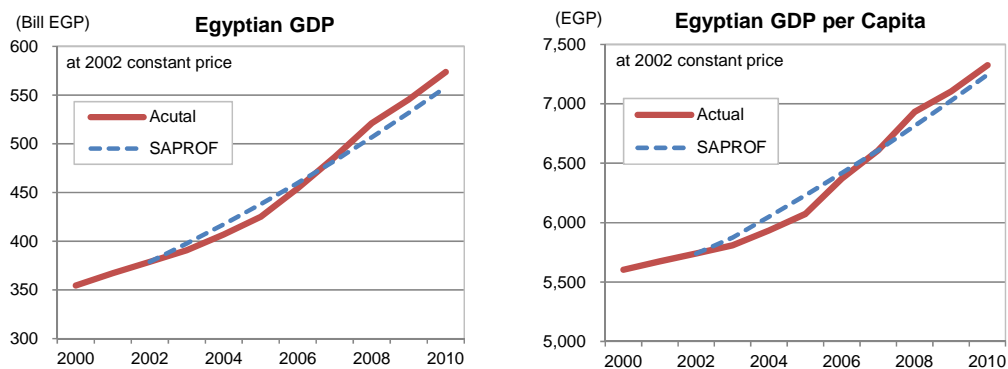 (Bill EGP)
Egyptian GDP
600
at 2002 constant price
550
Acutal
SAPROF
500
450
400
350
300
2000 2002 2004 2006 2008 2010
(EGP)
Egyptian GDP per Capita
7,500
at 2002 constant price
7,000
Actual
SAPROF
6,500
6,000
5,500
5,000
2000 2002 2004 2006 2008 2010